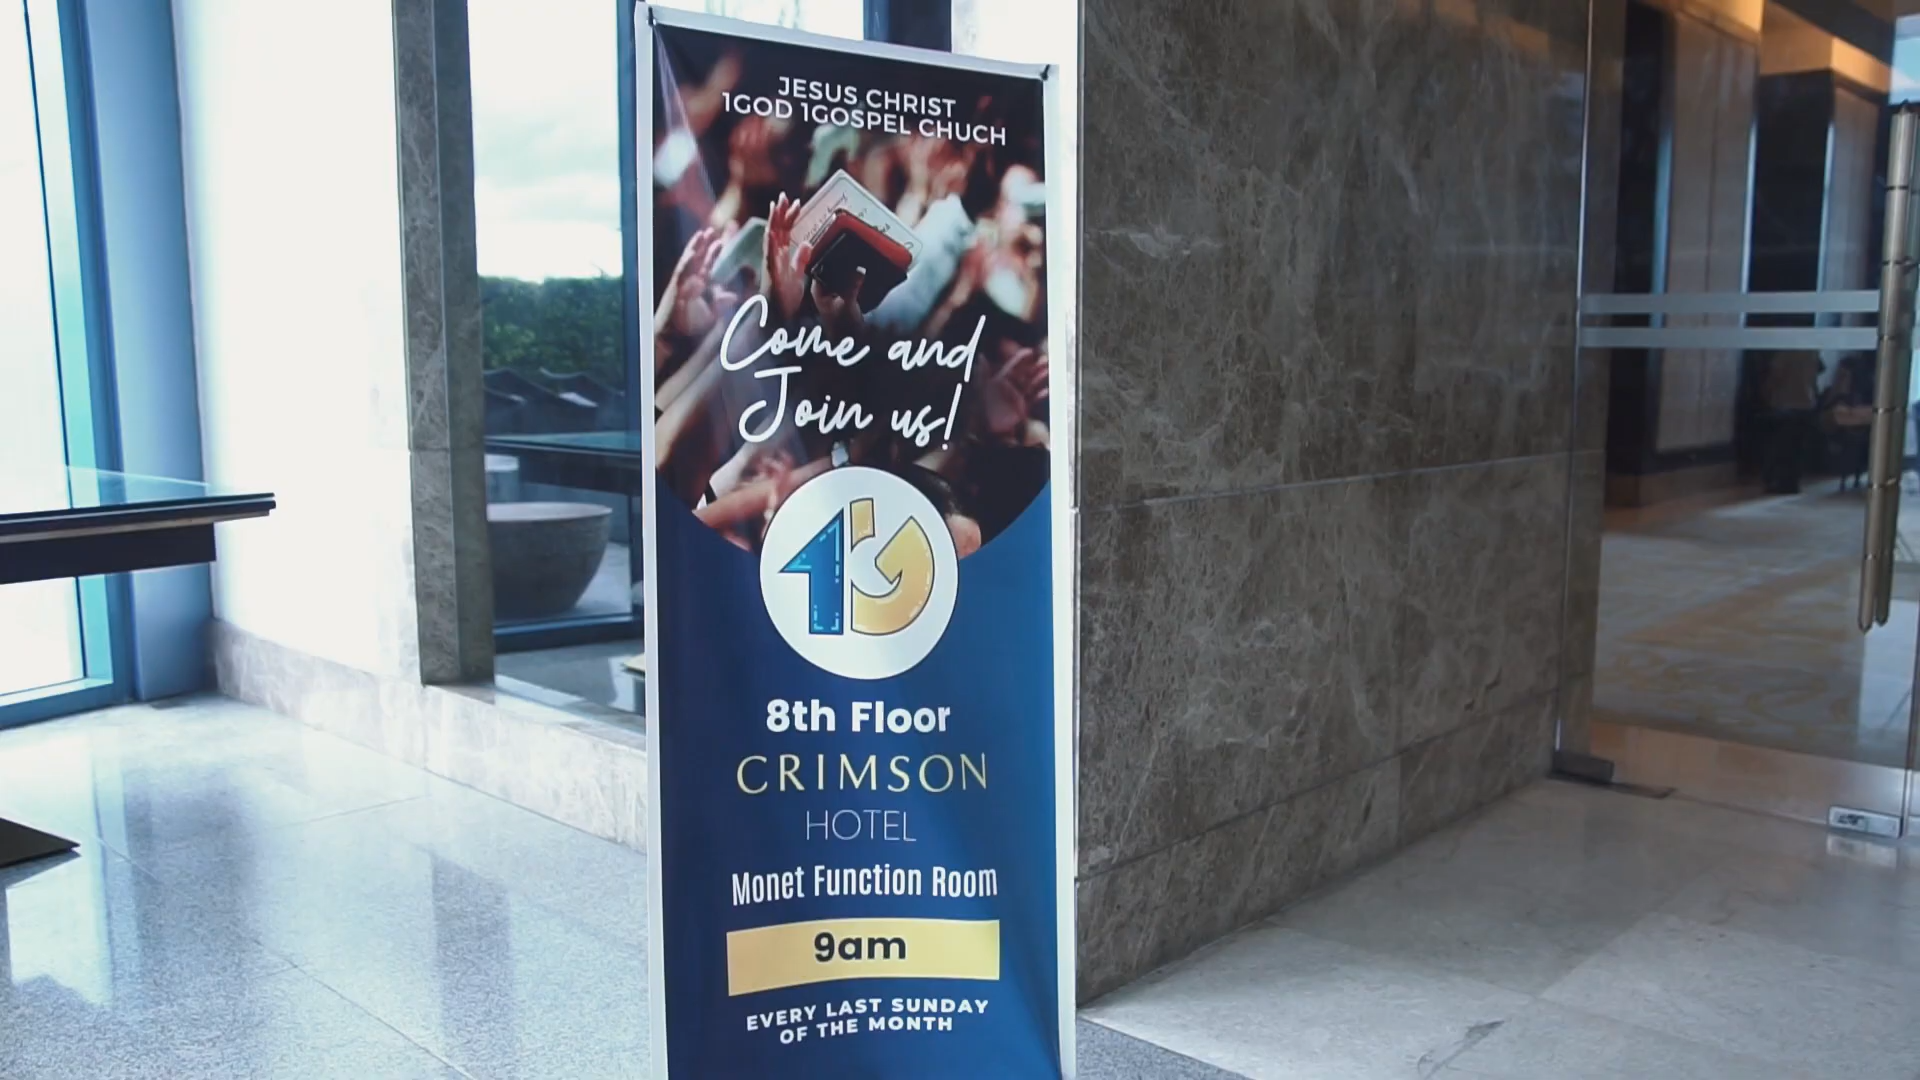 JESUS CHRIST
1GOD 1GOSPEL CHUCH
Come and
Join us!
1G
8th Floor
CRIMSON
HOTEL
Monet Function Room
9am
EVERY LAST SUNDAY
OF THE MONTH